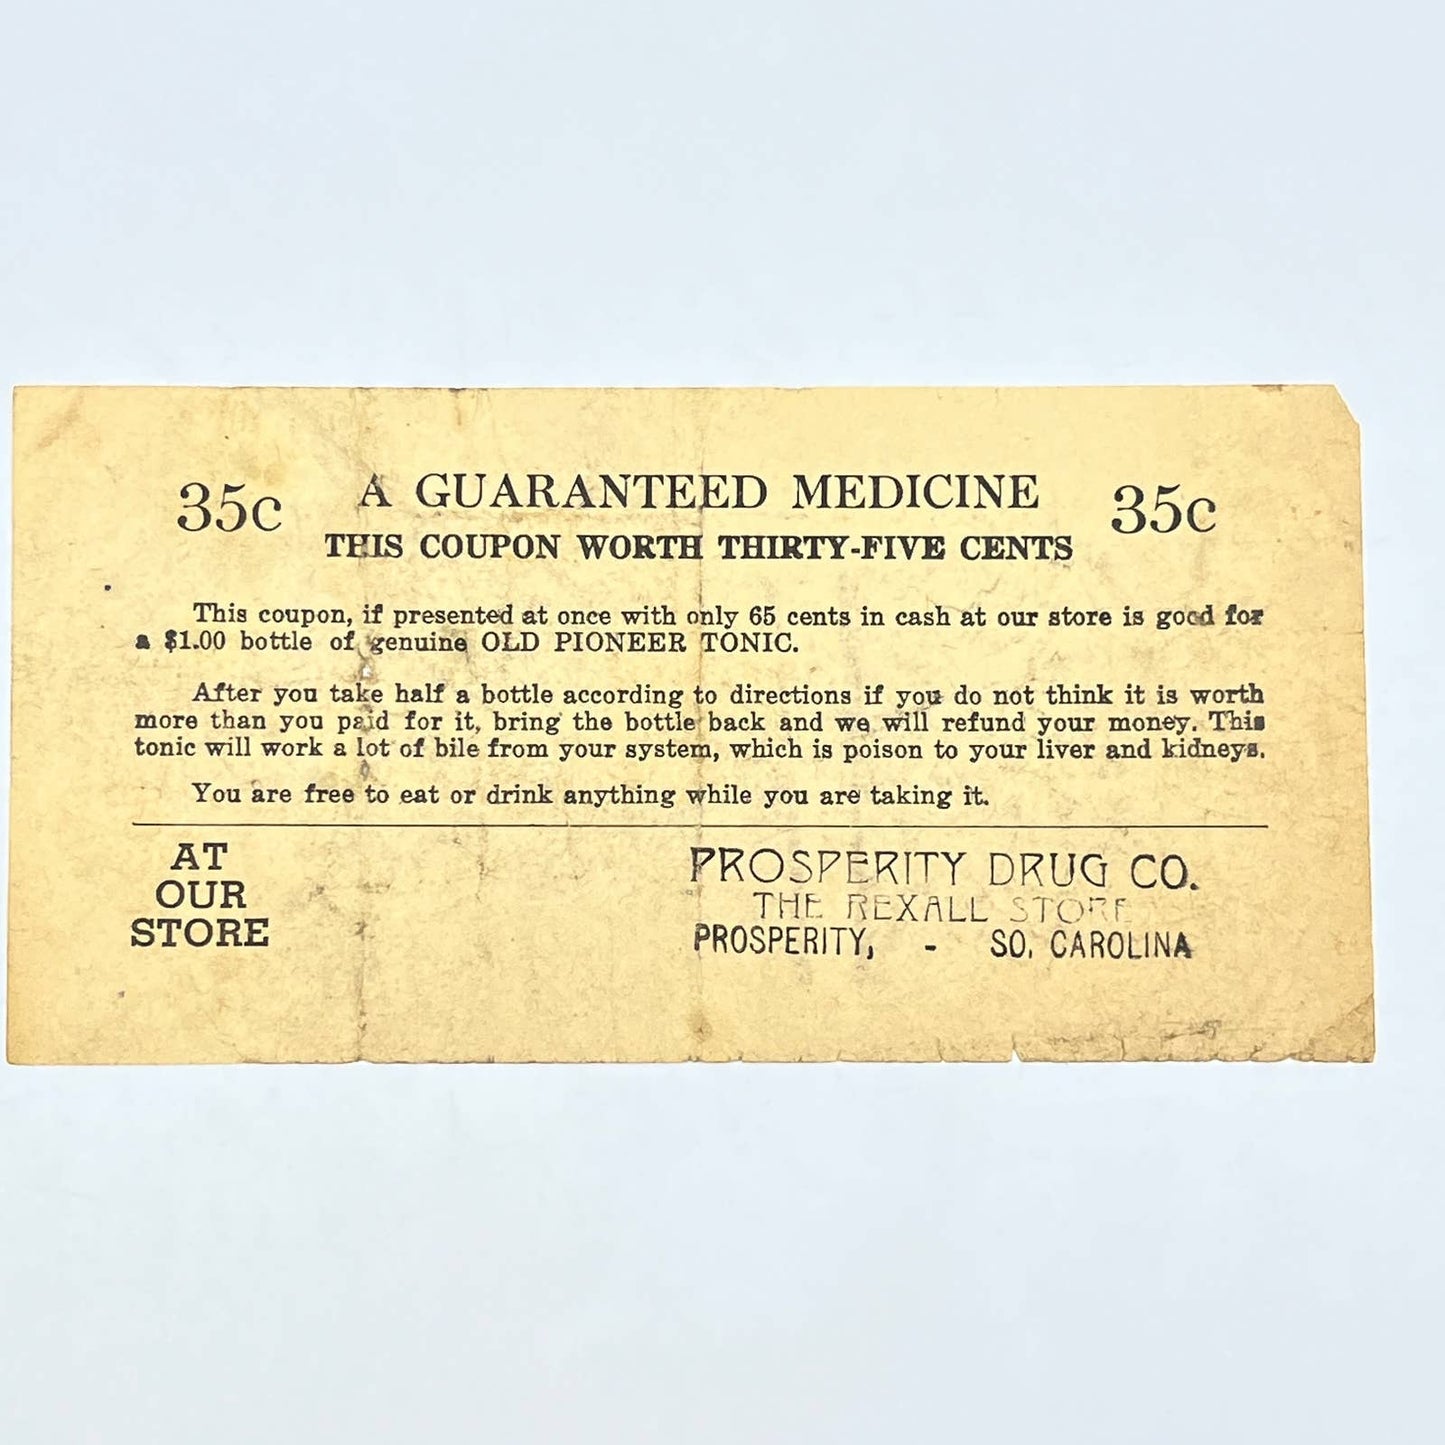 35c A GUARANTEED MEDICINE 35c
THIS COUPON WORTH THIRTY-FIVE CENTS
This coupon, if presented at once with only 65 cents in cash at our store is good for
a $1.00 bottle of genuine OLD PIONEER TONIC.
After you take half a bottle according to directions if you do not think it is worth
more than you paid for it, bring the bottle back and we will refund your money. This
tonic will work a lot of bile from your system, which is poison to your liver and kidneys.
You are free to eat or drink anything while you are taking it.
AT
OUR
STORE
PROSPERITY DRUG CO.
THE REXALL STORE
PROSPERITY, - SO. CAROLINA